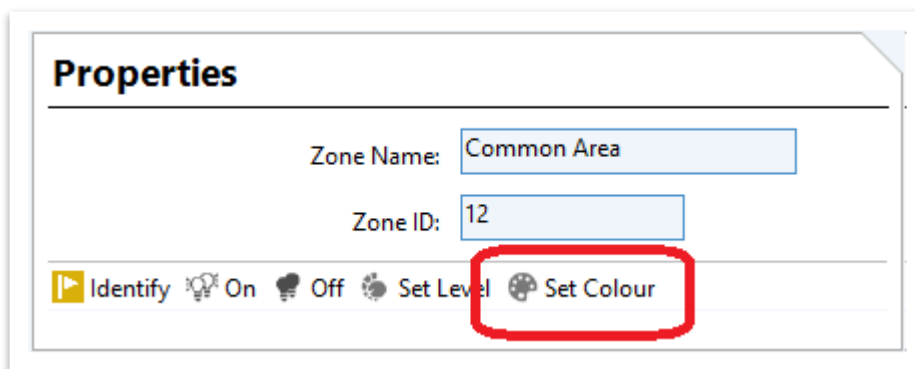 Properties
Zone Name: Common Area
Zone ID: 12
Identify On Off Set Level Set Colour